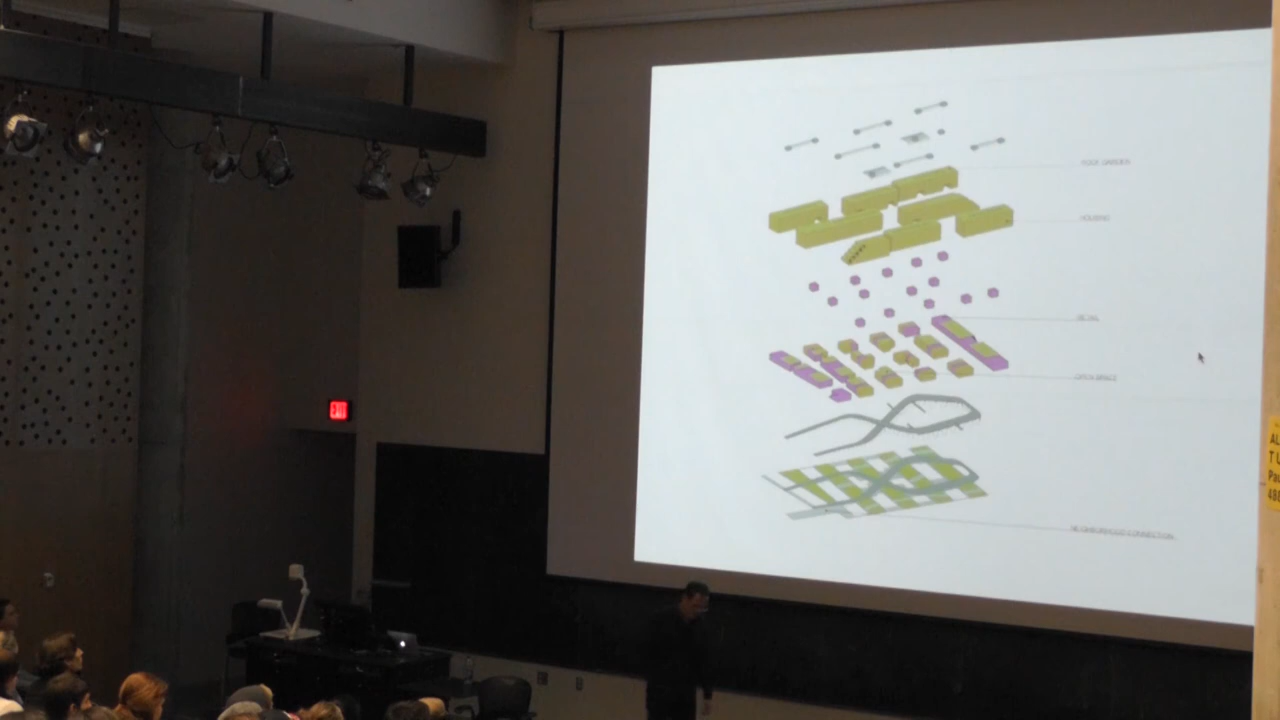 ROOF GARDEN
HOUSING
RETAIL
OPEN SPACE
NEIGHBORHOOD CONNECTION
EXIT